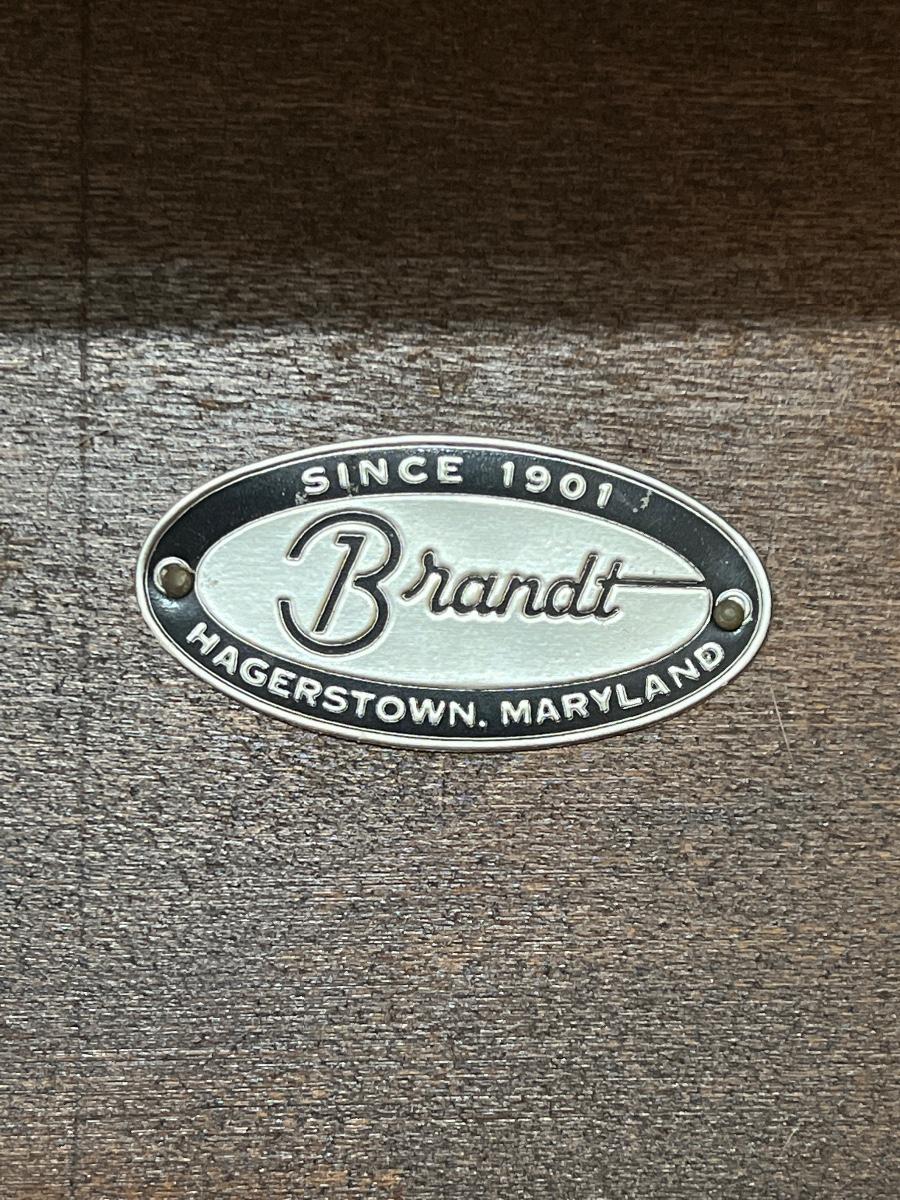 SINCE 1901
Brandt
HAGERSTOWN, MARYLAND